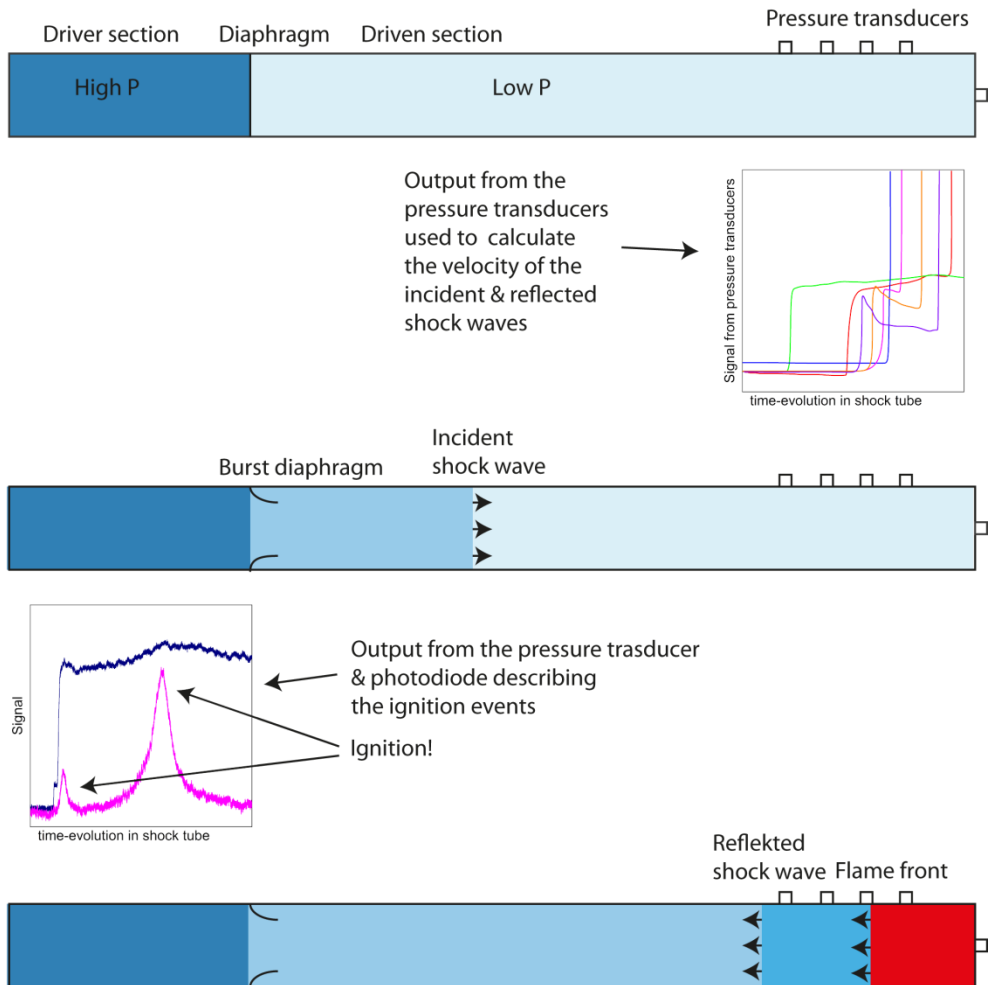 Pressure transducers
Driver section
Diaphragm
Driven section
High P
Low P
Output from the
pressure transducers
used to calculate
the velocity of the
incident & reflected
shock waves
Signal from pressure transducers
time-evolution in shock tube
Incident
shock wave
Burst diaphragm
Signal
time-evolution in shock tube
Output from the pressure trasducer
& photodiode describing
the ignition events
Ignition!
Reflekted
shock wave
Flame front